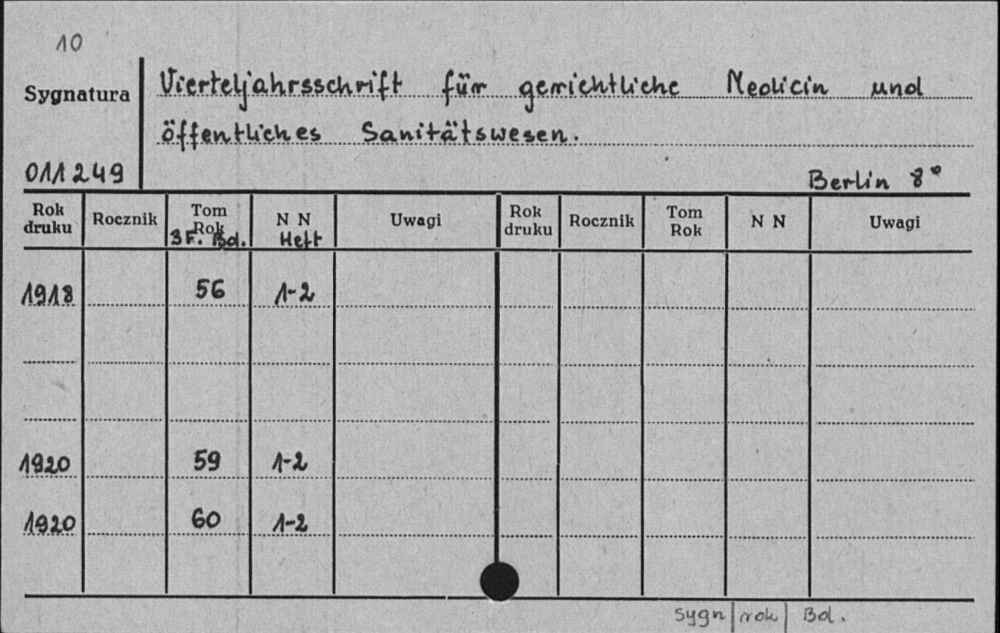 10
Sygnatura
Vierteljahrsschrift für gerichtliche Medicin und
öffentliches Sanitätswesen.
011249
Berlin 8°
Rok druku Rocznik Tom Rok N N Uwagi Rok druku Rocznik Tom Rok N N Uwagi
3F. Bd. Heft
1918 56 1-2
1920 59 1-2
1920 60 1-2
sygn rok Bd.